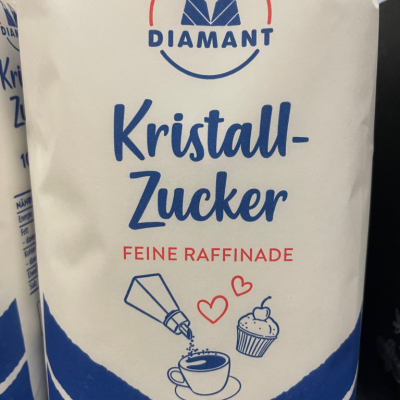 DIAMANT
Kristall-
Zucker
FEINE RAFFINADE